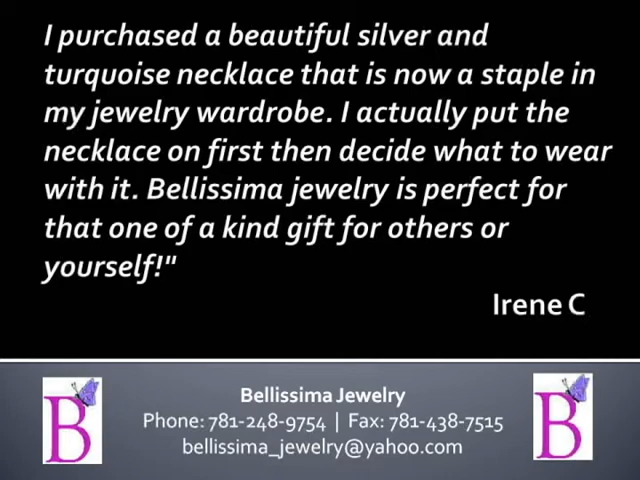 I purchased a beautiful silver and
turquoise necklace that is now a staple in
my jewelry wardrobe. I actually put the
necklace on first then decide what to wear
with it. Bellissima jewelry is perfect for
that one of a kind gift for others or
yourself!"
Irene C
B
Bellissima Jewelry
Phone: 781-248-9754 | Fax: 781-438-7515
bellissima_jewelry@yahoo.com
B